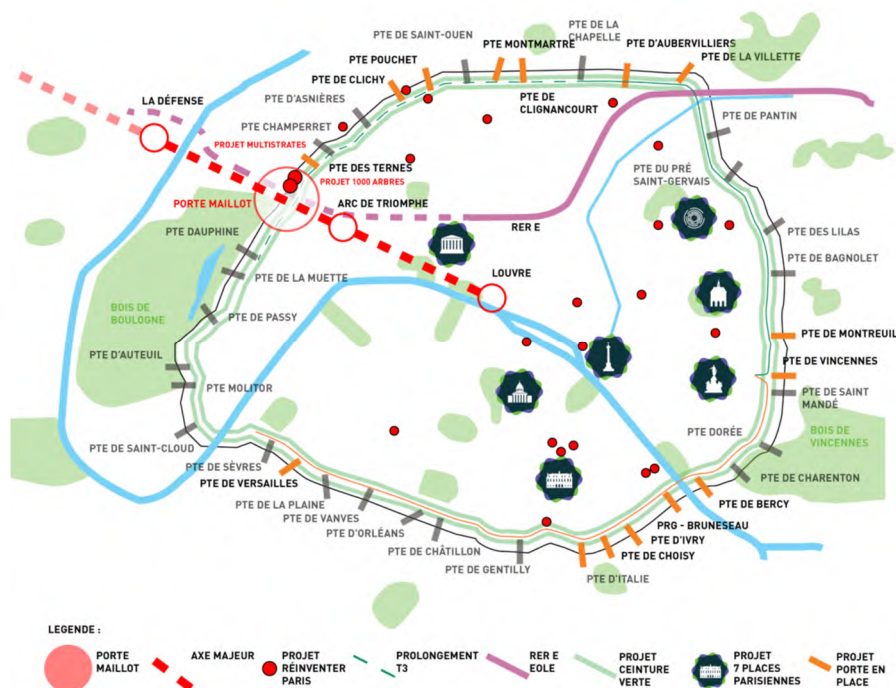 PTE DE SAINT-OUEN
PTE DE LA
CHAPELLE
PTE POUCHET
PTE MONTMARTRE
PTE D'AUBERVILLIERS
PTE DE CLICHY
PTE DE LA VILLETTE
LA DÉFENSE
PTE D'ASNIÈRES
PTE DE
CLIGNANCOURT
PTE CHAMPERRET
PTE DE PANTIN
PROJET MULTISTRATES
PTE DES TERNES
PROJET 1000 ARBRES
PTE DU PRÉ
SAINT-GERVAIS
PORTE MAILLOT
ARC DE TRIOMPHE
RER E
PTE DAUPHINE
PTE DES LILAS
PTE DE LA MUETTE
LOUVRE
PTE DE BAGNOLET
BOIS DE
BOULOGNE
PTE DE PASSY
PTE DE MONTREUIL
PTE D'AUTEUIL
PTE DE VINCENNES
PTE MOLITOR
PTE DE SAINT
MANDÉ
PTE DORÉE
BOIS DE
VINCENNES
PTE DE SAINT-CLOUD
PTE DE SÈVRES
PTE DE VERSAILLES
PTE DE CHARENTON
PTE DE LA PLAINE
PTE DE BERCY
PTE DE VANVES
PRG - BRUNESEAU
PTE D'ORLÉANS
PTE D'IVRY
PTE DE CHÂTILLON
PTE DE CHOISY
PTE DE GENTILLY
PTE D'ITALIE
LEGENDE :
PORTE
MAILLOT
AXE MAJEUR
PROJET
RÉINVENTER
PARIS
PROLONGEMENT
T3
RER E
EOLE
PROJET
CEINTURE
VERTE
PROJET
7 PLACES
PARISIENNES
PROJET
PORTE EN
PLACE